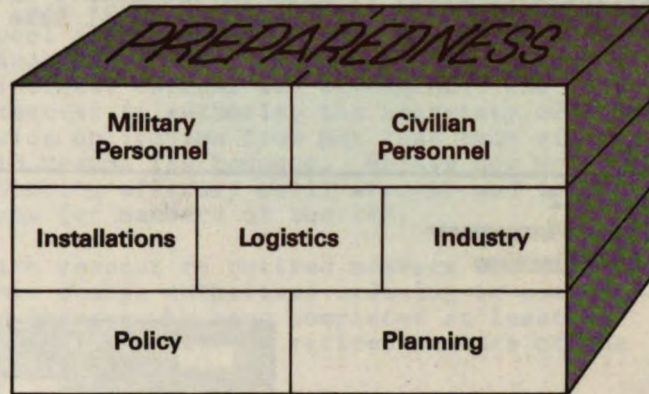 PREPAREDNESS
Military Civilian
Personnel Personnel
Installations Logistics Industry
Policy Planning